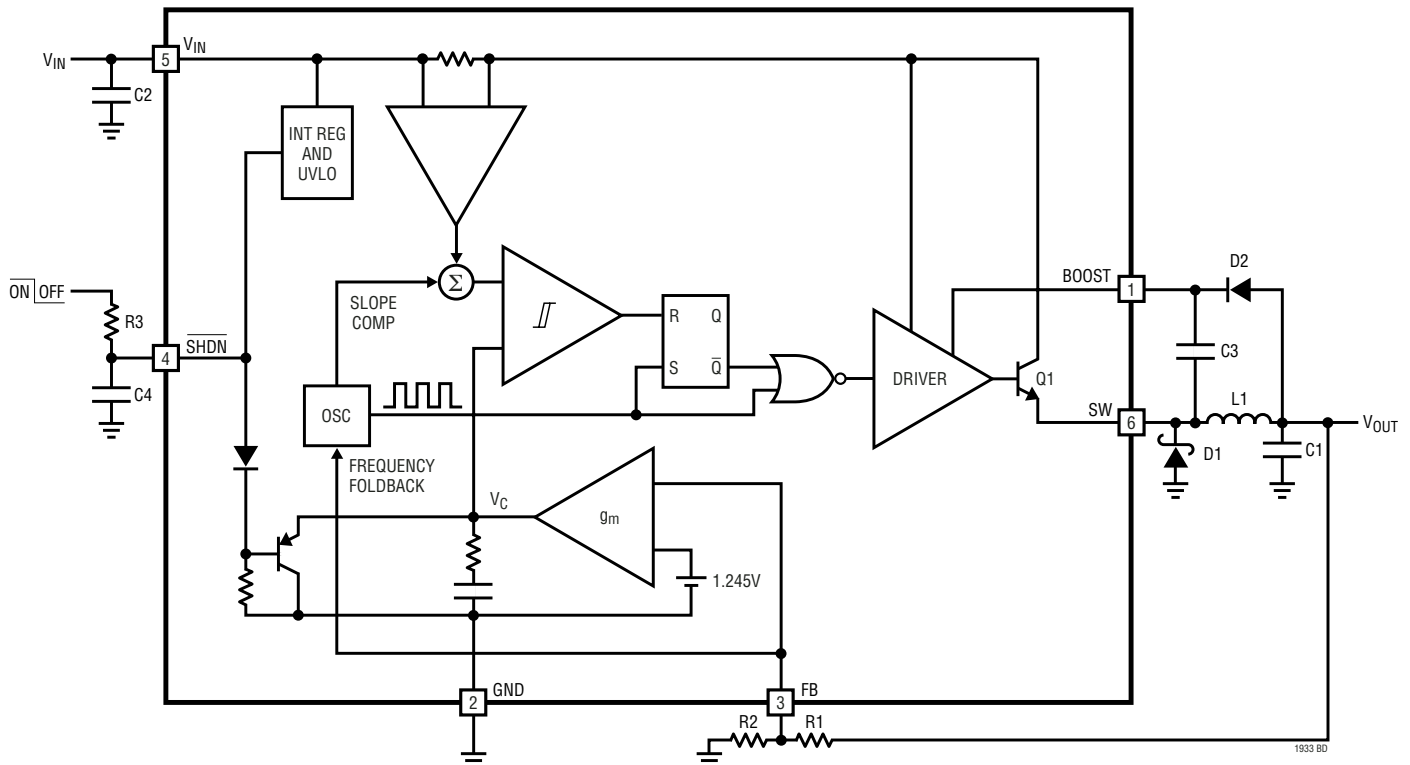 VIN
5
VIN
C2
INT REG
AND
UVLO
ON OFF
R3
4
SHDN
C4
SLOPE
COMP
Σ
R Q
S Q̅
DRIVER
Q1
BOOST
1
D2
C3
SW
6
L1
VOUT
D1
C1
OSC
FREQUENCY
FOLDBACK
VC
gm
1.245V
2
GND
3
FB
R2
R1
1933 BD